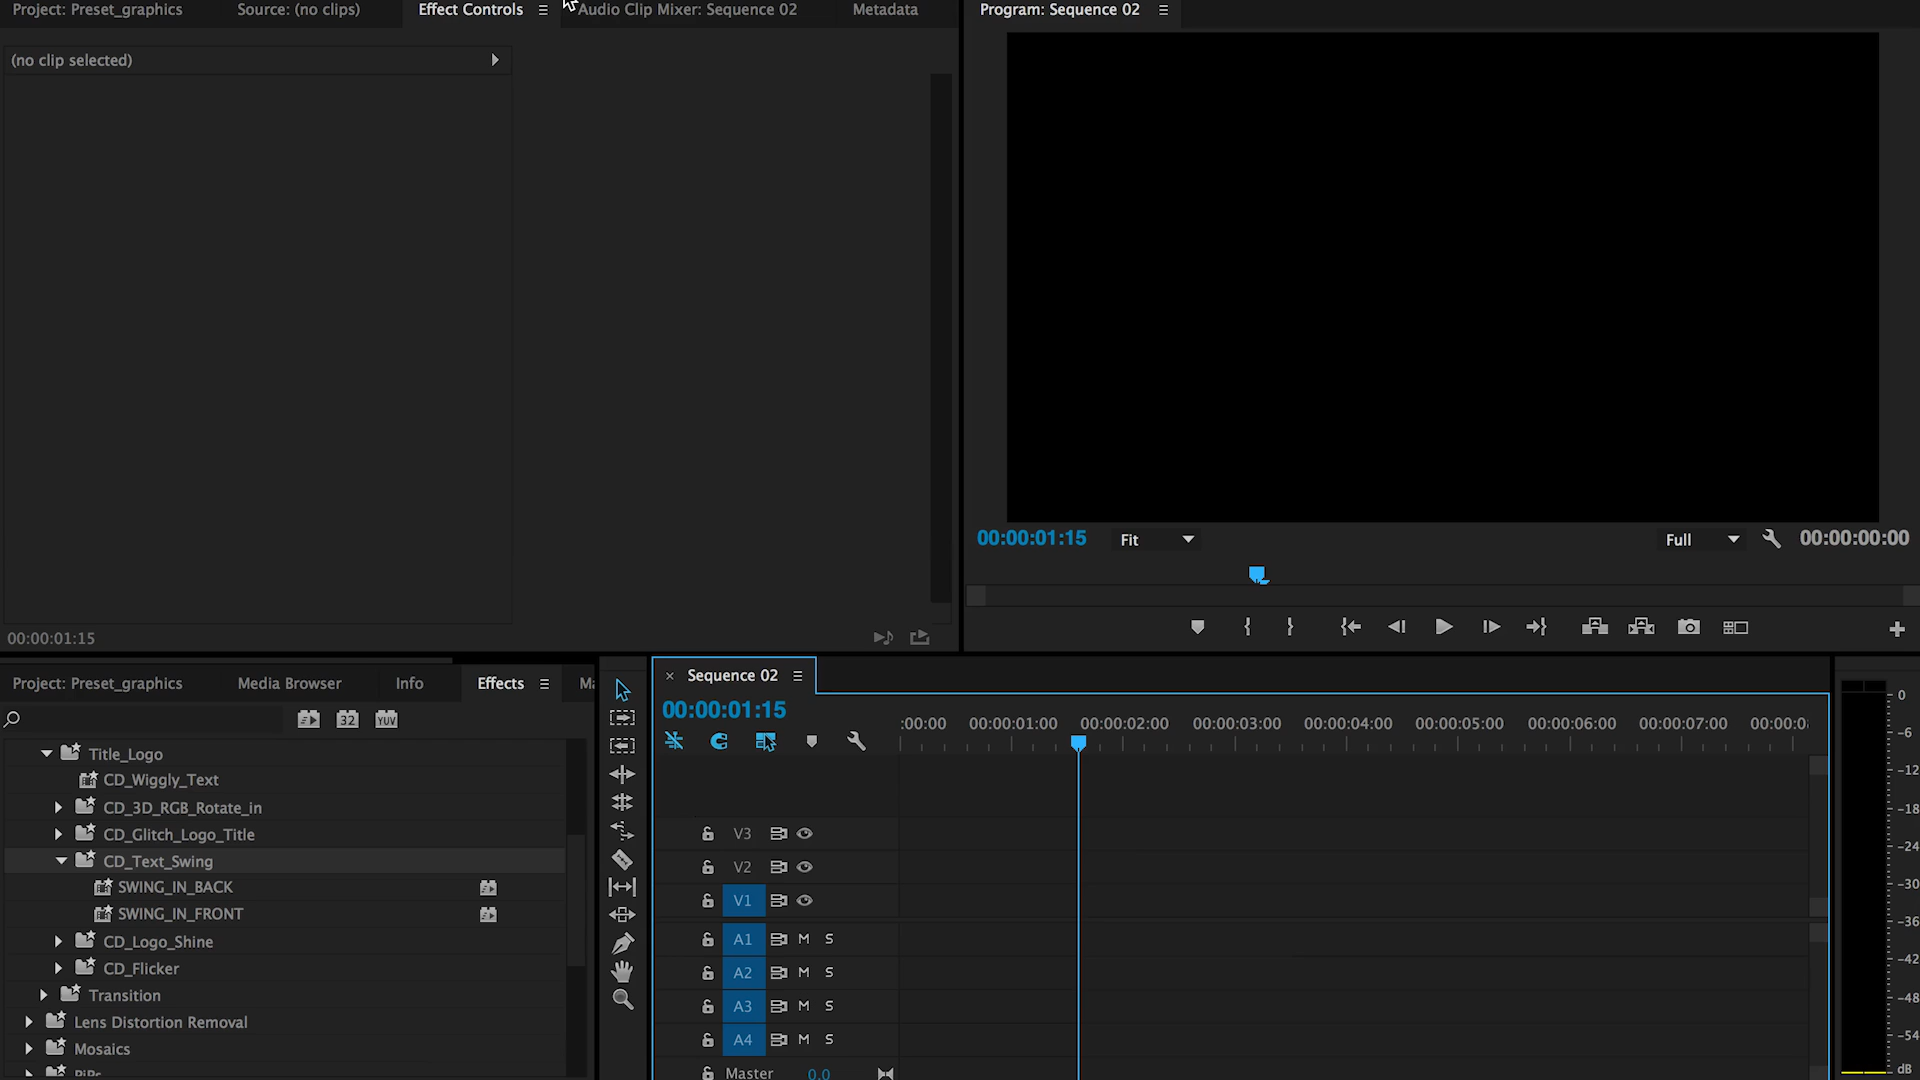 Project: Preset_graphics
Source: (no clips)
Effect Controls
Audio Clip Mixer: Sequence 02
Metadata
(no clip selected)
00:00:01:15
Program: Sequence 02
00:00:01:15
Fit
Full
00:00:00:00
Project: Preset_graphics
Media Browser
Info
Effects
32
YUV
Title_Logo
CD_Wiggly_Text
CD_3D_RGB_Rotate_in
CD_Glitch_Logo_Title
CD_Text_Swing
SWING_IN_BACK
SWING_IN_FRONT
CD_Logo_Shine
CD_Flicker
Transition
Lens Distortion Removal
Mosaics
PiPs
Sequence 02
00:00:01:15
:00:00
00:00:01:00
00:00:02:00
00:00:03:00
00:00:04:00
00:00:05:00
00:00:06:00
00:00:07:00
V3
V2
V1
A1 M S
A2 M S
A3 M S
A4 M S
Master 0.0
0
-6
-12
-18
-24
-30
-36
-42
-48
-54
dB